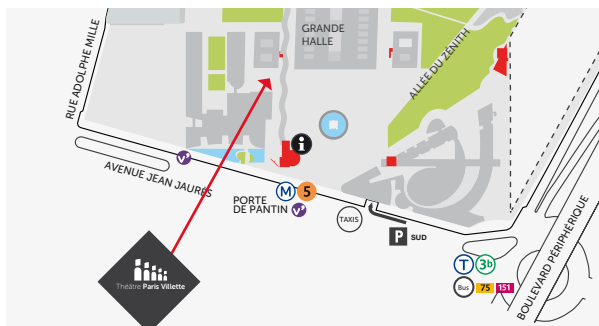 RUE ADOLPHE MILLE
GRANDE
HALLE
ALLÉE DU ZÉNITH
i
AVENUE JEAN JAURÈS
V
M 5
PORTE
DE PANTIN
V
TAXIS
P SUD
Théâtre Paris Villette
T 3b
Bus 75 151
BOULEVARD PÉRIPHÉRIQUE